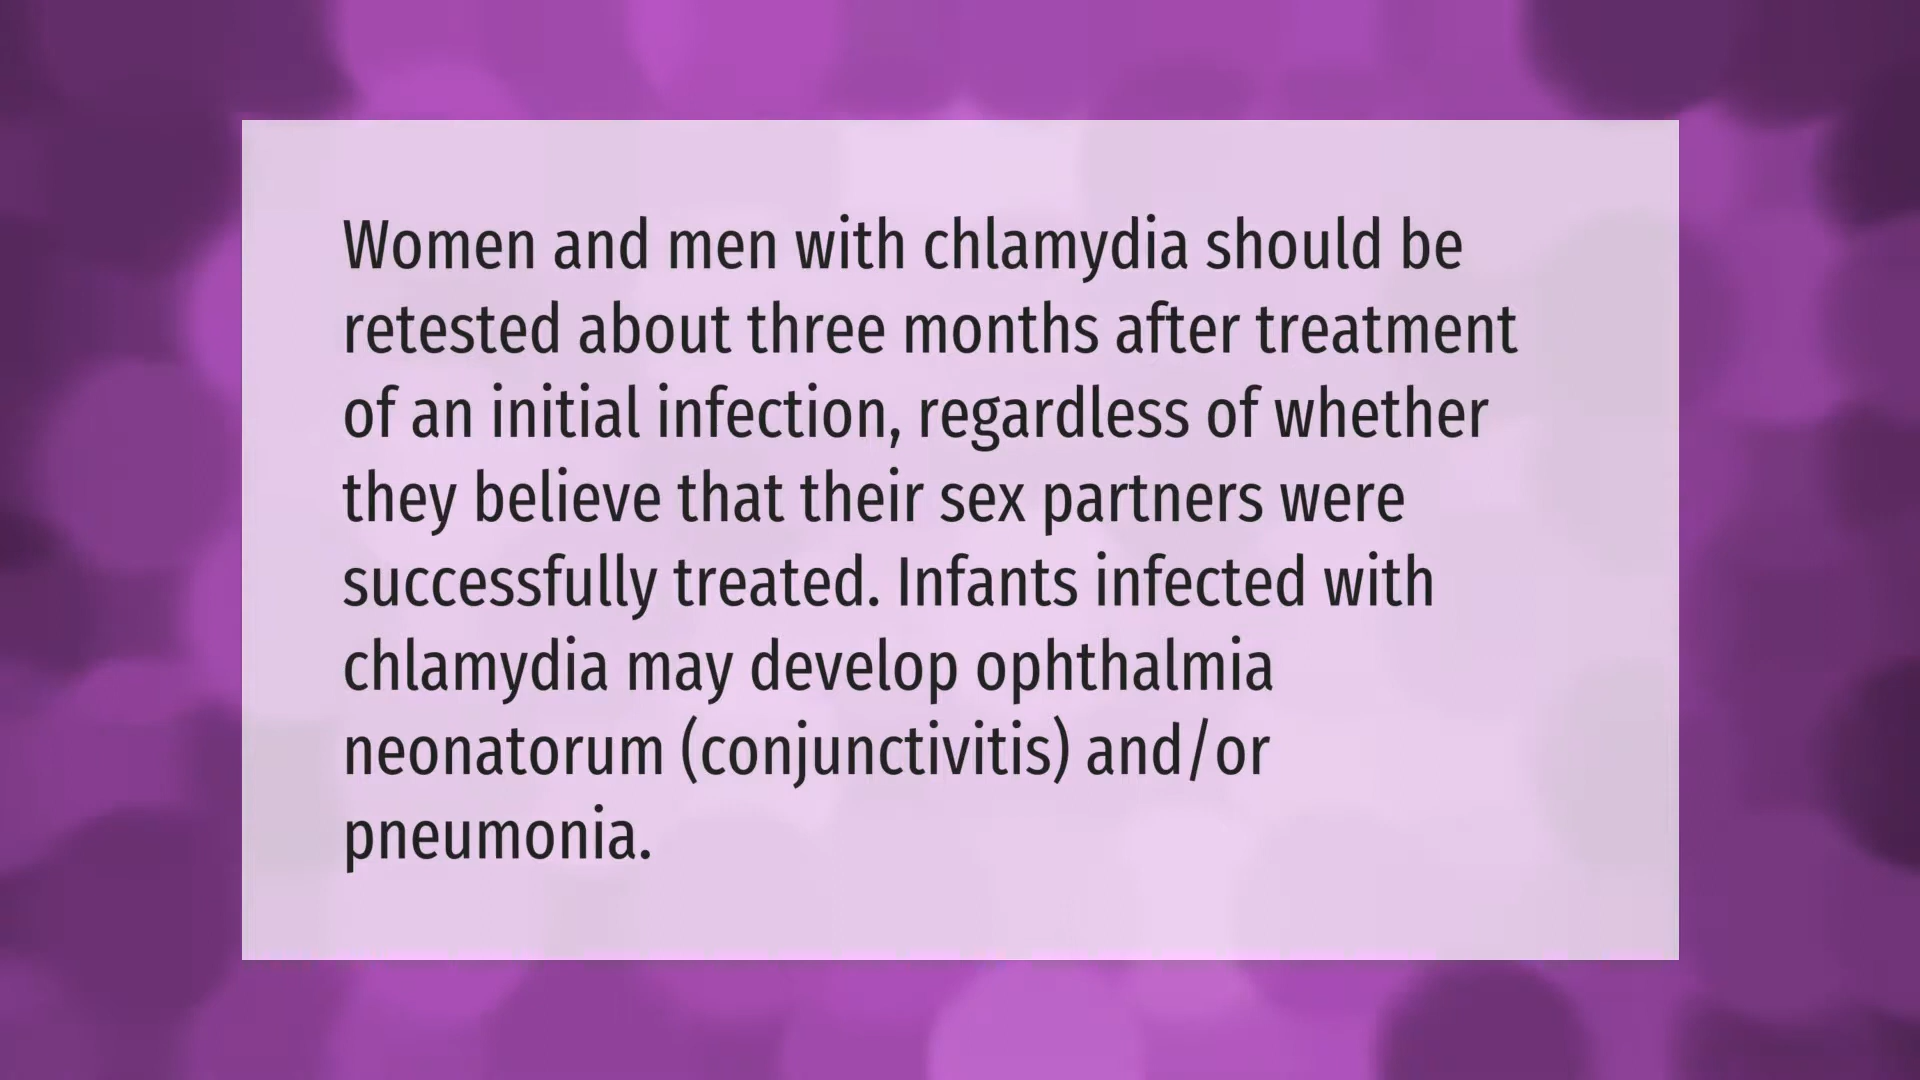 Women and men with chlamydia should be
retested about three months after treatment
of an initial infection, regardless of whether
they believe that their sex partners were
successfully treated. Infants infected with
chlamydia may develop ophthalmia
neonatorum (conjunctivitis) and/or
pneumonia.